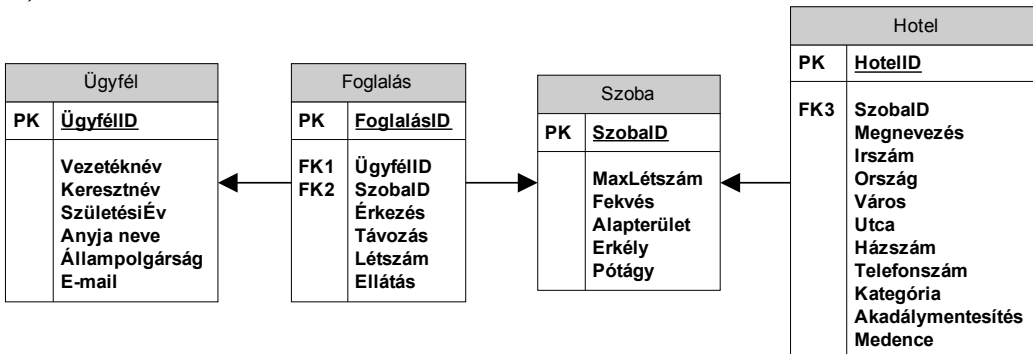 Ügyfél
PK ÜgyfélID
Vezetéknév
Keresztnév
SzületésiÉv
Anyja neve
Állampolgárság
E-mail
Foglalás
PK FoglalásID
FK1 ÜgyfélID
FK2 SzobaID
Érkezés
Távozás
Létszám
Ellátás
Szoba
PK SzobaID
MaxLétszám
Fekvés
Alapterület
Erkély
Pótágy
Hotel
PK HotelID
FK3 SzobaID
Megnevezés
Irszám
Ország
Város
Utca
Házszám
Telefonszám
Kategória
Akadálymentesítés
Medence